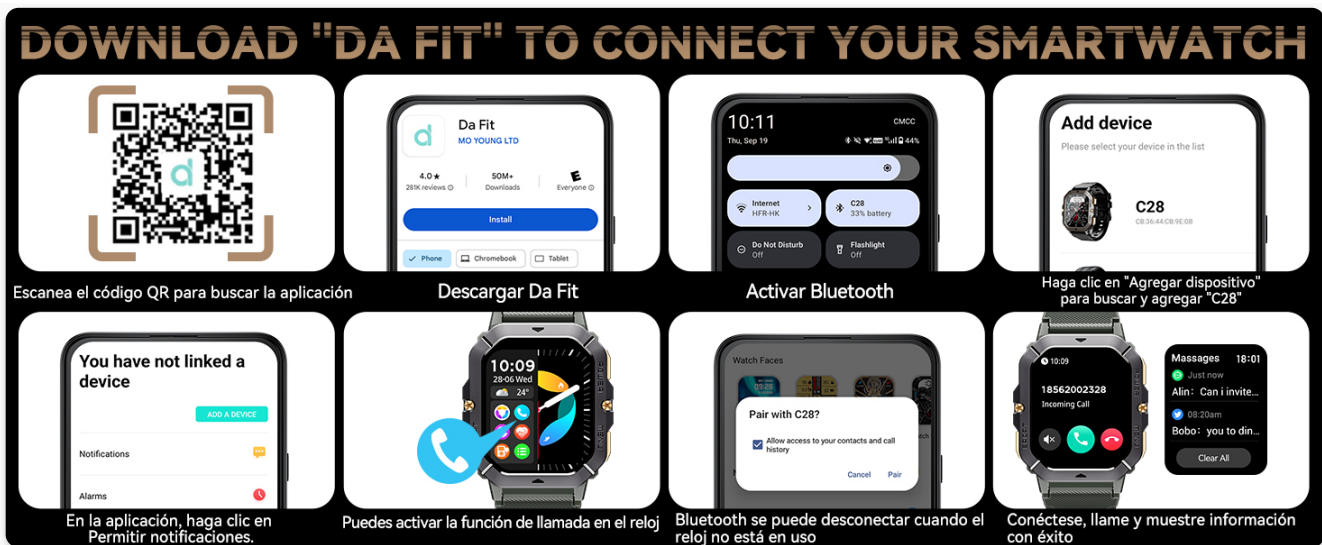 DOWNLOAD "DA FIT" TO CONNECT YOUR SMARTWATCH
Escanea el código QR para buscar la aplicación
Da Fit
MO YOUNG LTD
4.0★
281K reviews
50M+
Downloads
E
Everyone
Install
Phone
Chromebook
Tablet
Descargar Da Fit
10:11
CMCC
Thu, Sep 19
44%
Internet
HFR-HK
C28
33% battery
Do Not Disturb
Off
Flashlight
Off
Activar Bluetooth
Add device
Please select your device in the list
C28
CB:36:44:CB:9E:0B
Haga clic en "Agregar dispositivo"
para buscar y agregar "C28"
You have not linked a
device
ADD A DEVICE
Notifications
Alarms
En la aplicación, haga clic en
Permitir notificaciones.
10:09
28-06 Wed
24°
Puedes activar la función de llamada en el reloj
Watch Faces
Pair with C28?
Allow access to your contacts and call
history
Cancel
Pair
Bluetooth se puede desconectar cuando el
reloj no está en uso
10:09
18562002328
Incoming Call
Massages 18:01
Just now
Alin: Can i invite...
08:20am
Bobo: you to din...
Clear All
Conéctese, llame y muestre información
con éxito